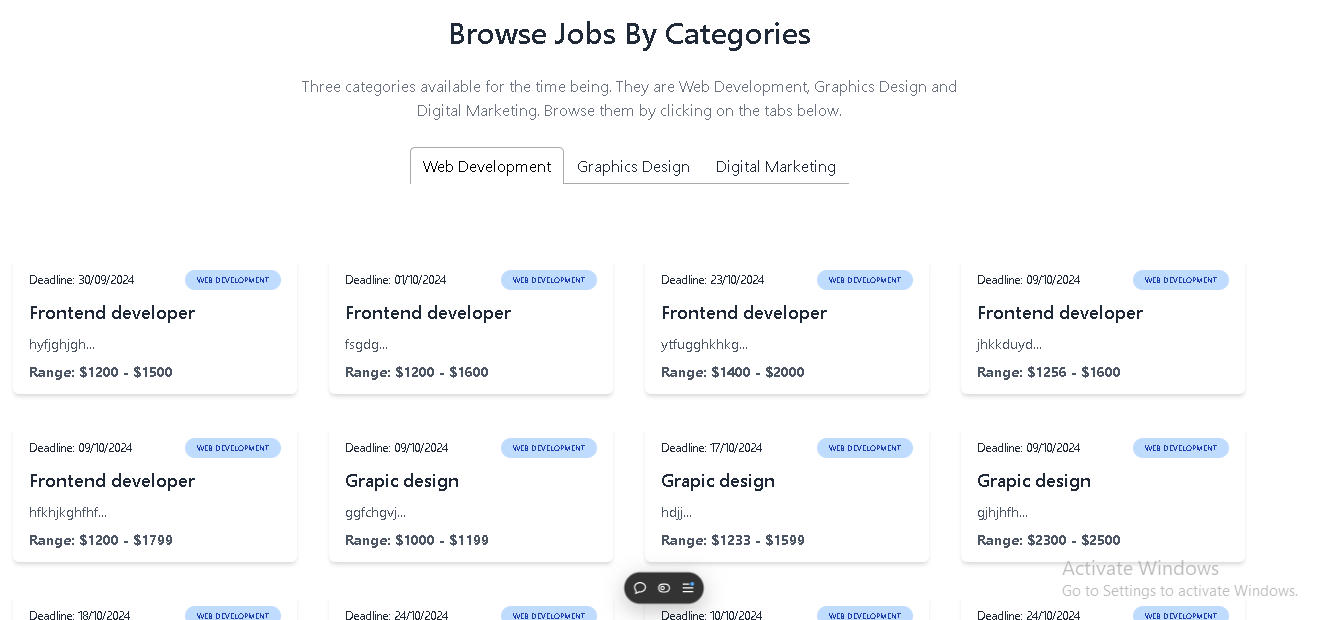 Browse Jobs By Categories
Three categories available for the time being. They are Web Development, Graphics Design and
Digital Marketing. Browse them by clicking on the tabs below.
Web Development Graphics Design Digital Marketing
Deadline: 30/09/2024 WEB DEVELOPMENT
Frontend developer
hyfjghjgh...
Range: $1200 - $1500
Deadline: 01/10/2024 WEB DEVELOPMENT
Frontend developer
fsgdg...
Range: $1200 - $1600
Deadline: 23/10/2024 WEB DEVELOPMENT
Frontend developer
ytfugghkhkg...
Range: $1400 - $2000
Deadline: 09/10/2024 WEB DEVELOPMENT
Frontend developer
jhkkduyd...
Range: $1256 - $1600
Deadline: 09/10/2024 WEB DEVELOPMENT
Frontend developer
hfkhjkghfhf...
Range: $1200 - $1799
Deadline: 09/10/2024 WEB DEVELOPMENT
Grapic design
ggfchgvj...
Range: $1000 - $1199
Deadline: 17/10/2024 WEB DEVELOPMENT
Grapic design
hdjj...
Range: $1233 - $1599
Deadline: 09/10/2024 WEB DEVELOPMENT
Grapic design
gjhjhfh...
Range: $2300 - $2500
Deadline: 18/10/2024 WEB DEVELOPMENT
Deadline: 24/10/2024 WEB DEVELOPMENT
Deadline: 10/10/2024 WEB DEVELOPMENT
Deadline: 24/10/2024 WEB DEVELOPMENT
Activate Windows
Go to Settings to activate Windows.